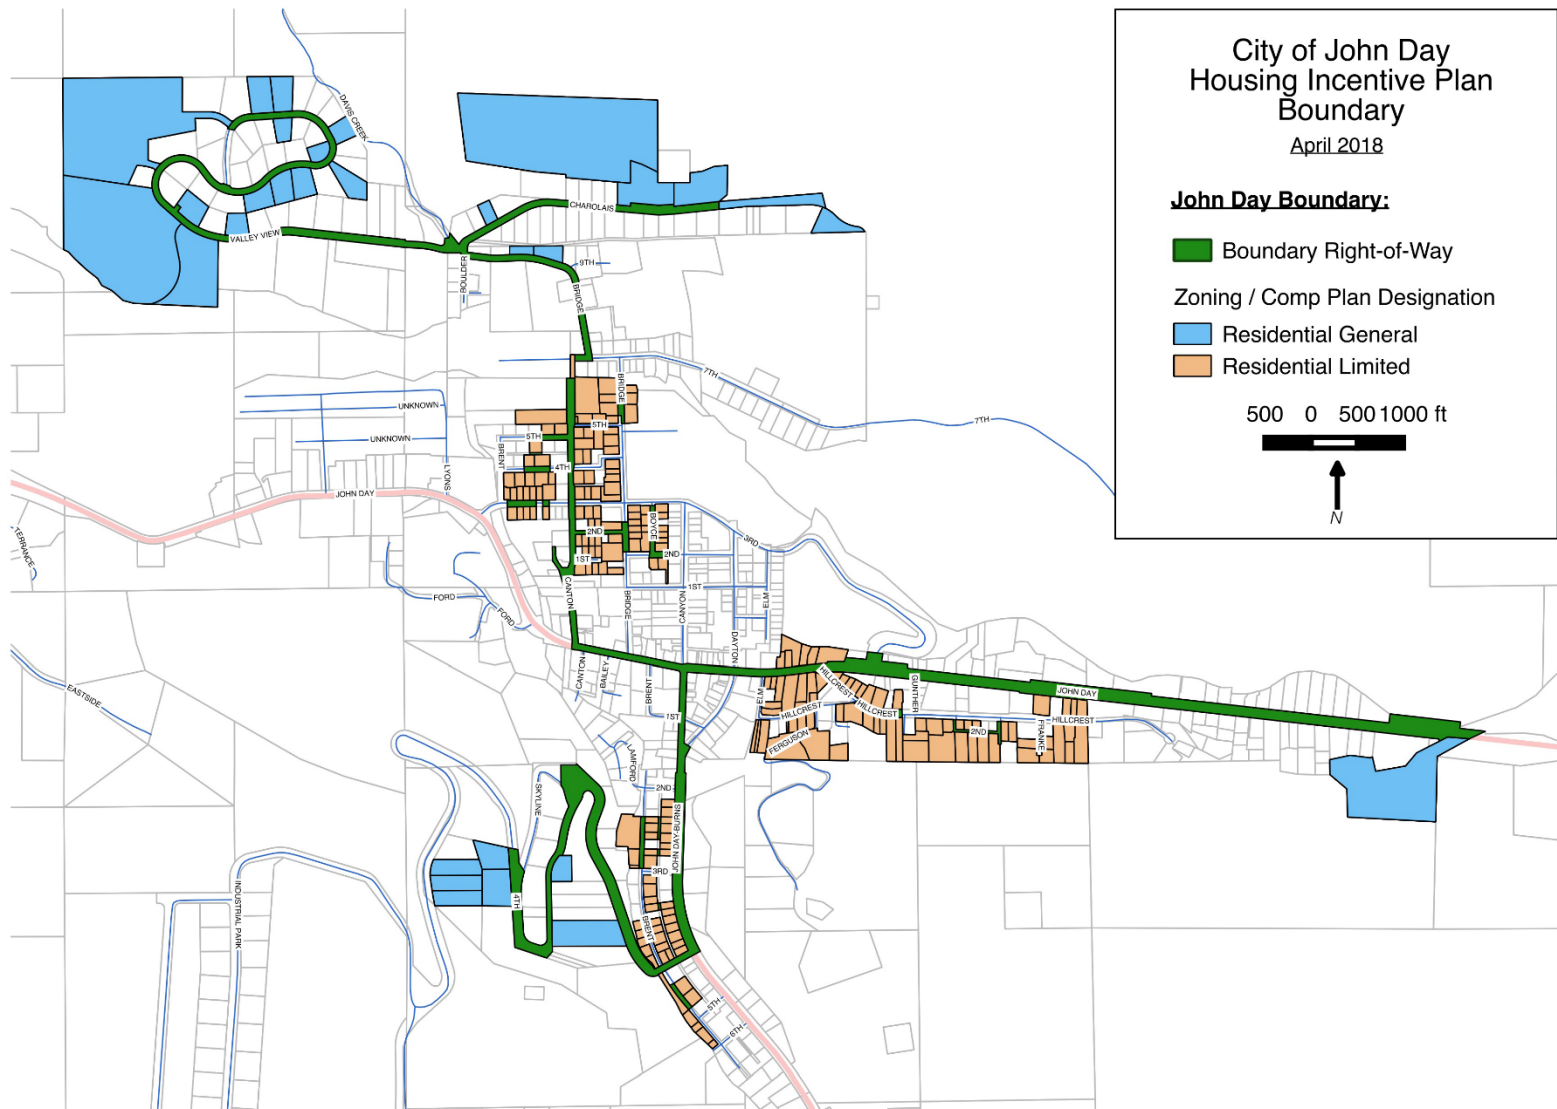 City of John Day
Housing Incentive Plan
Boundary
April 2018
John Day Boundary:
Boundary Right-of-Way
Zoning / Comp Plan Designation
Residential General
Residential Limited
500 0 500 1000 ft
N
DAVIS CREEK
CHAROLAIS
VALLEY VIEW
BOULDER
9TH
BRIDGE
7TH
BRIDGE
7TH
UNKNOWN
5TH
UNKNOWN
5TH
BRENT
4TH
LYONS
JOHN DAY
BOYCE
2ND
3RD
TERRANCE
1ST
2ND
FORD
CANTON
BRIDGE
1ST
CANYON
ELM
FORD
DAYTON
CANTON
BAILEY
BRENT
ELM
HILLCREST
GUNTHER
JOHN DAY
EASTSIDE
1ST
HILLCREST
HILLCREST
HILLCREST
FERGUSON
2ND
FRANKE
LAMFORD
SKYLINE
2ND
JOHN DAY-BURNS
3RD
4TH
INDUSTRIAL PARK
BRENT
5TH
6TH